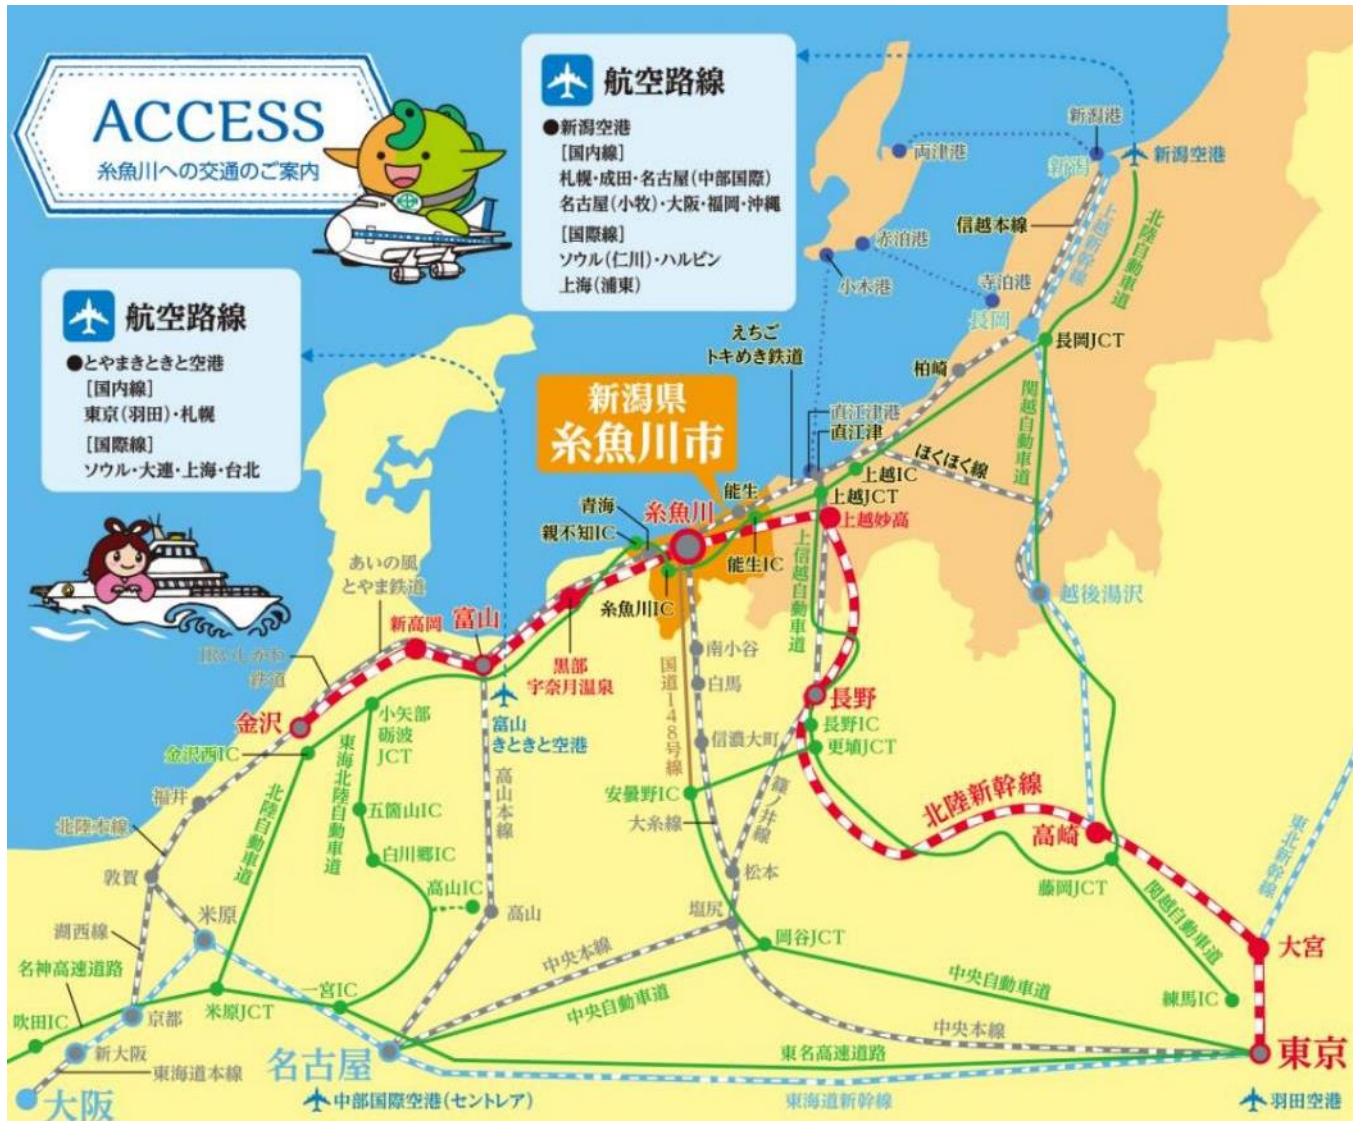 ACCESS
糸魚川への交通のご案内
航空路線
●新潟空港
[国内線]
札幌・成田・名古屋(中部国際)
名古屋(小牧)・大阪・福岡・沖縄
[国際線]
ソウル(仁川)・ハルビン
上海(浦東)
航空路線
●とやまきときと空港
[国内線]
東京(羽田)・札幌
[国際線]
ソウル・大連・上海・台北
新潟県
糸魚川市
新潟港
両津港
新潟
新潟空港
信越本線
上越新幹線
北陸自動車道
赤泊港
小木港
寺泊港
長岡
長岡JCT
えちご
トキめき鉄道
柏崎
関越自動車道
直江津港
直江津
ほくほく線
上越IC
上越JCT
上越妙高
能生
青海
糸魚川
親不知IC
能生IC
糸魚川IC
上信越自動車道
越後湯沢
あいの風
とやま鉄道
新高岡
富山
黒部
宇奈月温泉
IRいしかわ
鉄道
南小谷
白馬
国道148号線
信濃大町
長野
長野IC
更埴JCT
金沢
金沢西IC
小矢部
砺波
JCT
富山
きときと空港
東海北陸自動車道
北陸自動車道
高山本線
福井
北陸本線
五箇山IC
白川郷IC
高山IC
高山
安曇野IC
大糸線
篠ノ井線
松本
塩尻
北陸新幹線
高崎
藤岡JCT
関越自動車道
東北新幹線
大宮
練馬IC
敦賀
米原
湖西線
名神高速道路
吹田IC
京都
米原JCT
一宮IC
中央本線
岡谷JCT
中央自動車道
中央自動車道
中央本線
新大阪
東海道本線
大阪
名古屋
東名高速道路
東京
中部国際空港(セントレア)
東海道新幹線
羽田空港